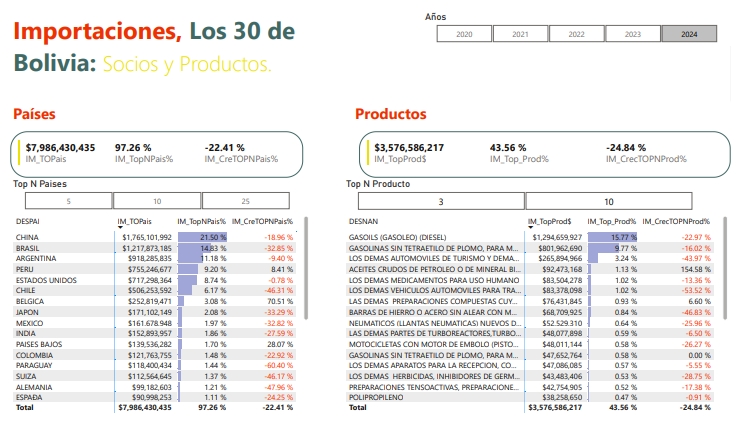 Importaciones, Los 30 de
Bolivia: Socios y Productos.
Años
2020 2021 2022 2023 2024
Países
$7,986,430,435 97.26 % -22.41 %
IM_TOPais IM_TopNPais% IM_CreTOPNPais%
Top N Paises
5 10 25
DESPAI IM_TOPais IM_TopNPais% IM_CreTOPNPais%
CHINA $1,765,101,992 21.50 % -18.96 %
BRASIL $1,217,873,185 14.83 % -32.85 %
ARGENTINA $918,285,835 11.18 % -9.40 %
PERU $755,246,677 9.20 % 8.41 %
ESTADOS UNIDOS $717,298,364 8.74 % -0.78 %
CHILE $506,253,592 6.17 % -46.31 %
BELGICA $252,819,471 3.08 % 70.51 %
JAPON $171,102,149 2.08 % -33.29 %
MEXICO $161,678,948 1.97 % -32.82 %
INDIA $152,893,957 1.86 % -27.59 %
PAISES BAJOS $139,536,282 1.70 % 28.07 %
COLOMBIA $121,763,755 1.48 % -22.92 %
PARAGUAY $118,400,434 1.44 % -60.40 %
SUIZA $112,564,645 1.37 % -46.17 %
ALEMANIA $99,182,603 1.21 % -47.96 %
ESPAÐA $90,998,253 1.11 % -24.25 %
Total $7,986,430,435 97.26 % -22.41 %
Productos
$3,576,586,217 43.56 % -24.84 %
IM_TopProd$ IM_Top_Prod% IM_CrecTOPNProd%
Top N Producto
3 10
DESNAN IM_TopProd$ IM_Top_Prod% IM_CrecTOPNProd%
GASOILS (GASOLEO) (DIESEL) $1,294,659,927 15.77 % -22.97 %
GASOLINAS SIN TETRAETILO DE PLOMO, PARA M... $801,962,690 9.77 % -16.02 %
LOS DEMAS AUTOMOVILES DE TURISMO Y DEMA... $265,894,966 3.24 % -43.97 %
ACEITES CRUDOS DE PETROLEO O DE MINERAL BI... $92,473,168 1.13 % 154.58 %
LOS DEMAS MEDICAMENTOS PARA USO HUMANO $83,504,278 1.02 % -13.36 %
LOS DEMAS VEHICULOS AUTOMOVILES PARA TRA... $83,378,098 1.02 % -13.52 %
LAS DEMAS PREPARACIONES COMPUESTAS CUY... $76,431,845 0.93 % 6.60 %
BARRAS DE HIERRO O ACERO SIN ALEAR CON M... $68,709,925 0.84 % -46.83 %
NEUMATICOS (LLANTAS NEUMATICAS) NUEVOS D... $52.529.310 0.64 % -25.96 %
LAS DEMAS PARTES DE TURBORREACTORES,TURBO... $48,077,898 0.59 % -6.50 %
MOTOCICLETAS CON MOTOR DE EMBOLO (PISTO... $48,011,144 0.58 % -26.27 %
GASOLINAS SIN TETRAETILO DE PLOMO, PARA M... $47,652,764 0.58 % 0.00 %
LOS DEMAS APARATOS PARA LA RECEPCION, CO... $47,086,085 0.57 % -5.55 %
LOS DEMAS HERBICIDAS, INHIBIDORES DE GERM... $43,483,406 0.53 % -28.75 %
PREPARACIONES TENSOACTIVAS, PREPARACIONE... $42,754,905 0.52 % -17.38 %
POLIPROPILENO $38,258,650 0.47 % -0.91 %
Total $3,576,586,217 43.56 % -24.84 %